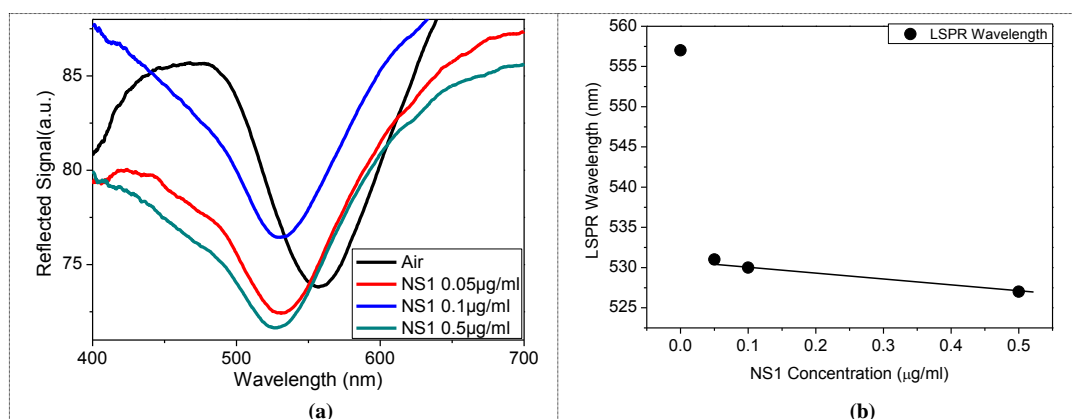 85
80
75
400
500
600
700
Reflected Signal(a.u.)
Wavelength (nm)
Air
NS1 0.05µg/ml
NS1 0.1µg/ml
NS1 0.5µg/ml
(a)
560
555
550
545
540
535
530
525
0.0
0.1
0.2
0.3
0.4
0.5
LSPR Wavelength (nm)
NS1 Concentration (µg/ml)
LSPR Wavelength
(b)